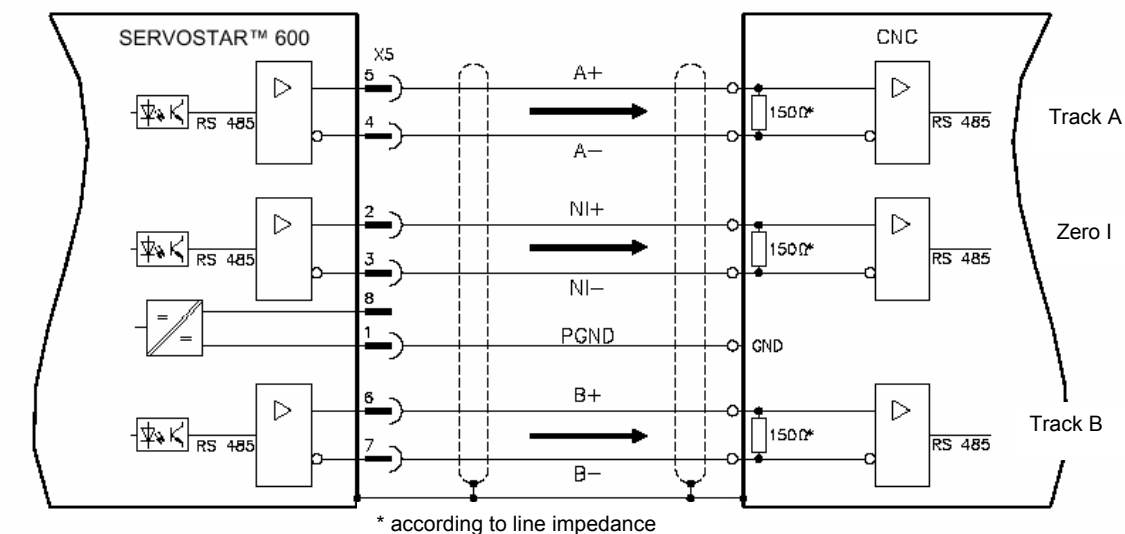 SERVOSTAR™ 600
CNC
X5
5
A+
150Ω*
RS 485
RS 485
Track A
4
A−
2
NI+
150Ω*
RS 485
RS 485
Zero I
3
NI−
8
=
=
1
PGND
GND
6
B+
150Ω*
RS 485
RS 485
Track B
7
B−
* according to line impedance